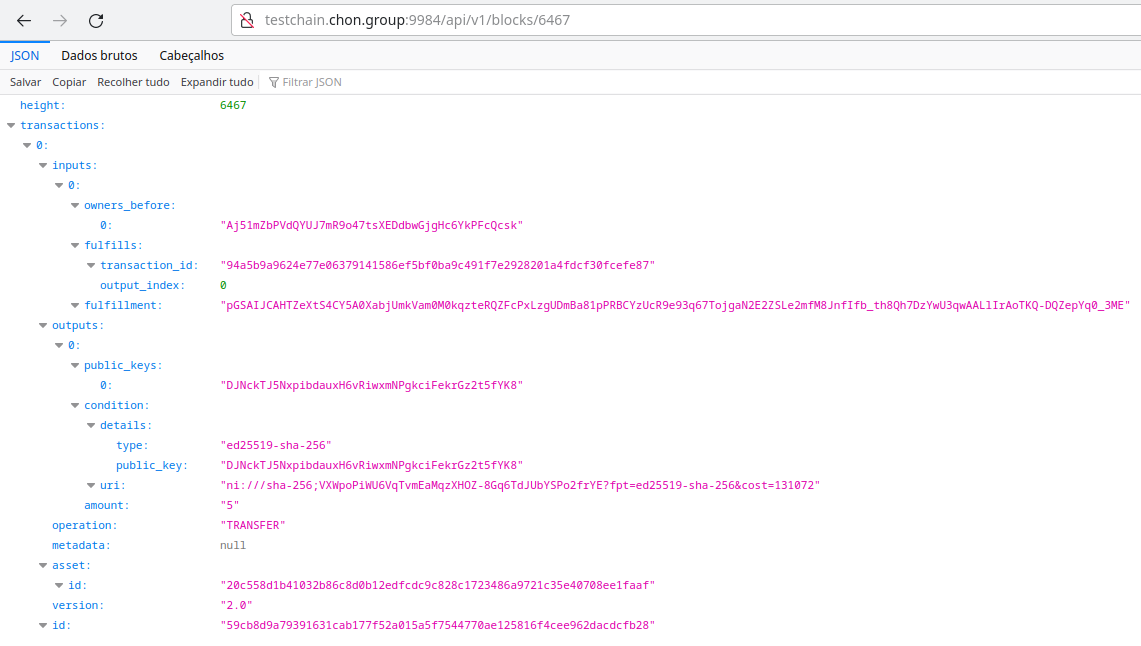 testchain.chon.group:9984/api/v1/blocks/6467
JSON Dados brutos Cabeçalhos
Salvar Copiar Recolher tudo Expandir tudo Filtrar JSON
height: 6467
transactions:
0:
inputs:
0:
owners_before:
0: "Aj51mZbPVdQYUJ7mR9o47tsXEDdbwGjgHc6YkPFcQcsk"
fulfills:
transaction_id: "94a5b9a9624e77e06379141586ef5bf0ba9c491f7e2928201a4fdcf30fcefe87"
output_index: 0
fulfillment: "pGSAIJCAHTZeXtS4CY5A0XabjUmkVam0M0kqzteRQZFcPxLzgUDmBa81pPRBCYzUcR9e93q67TojgaN2E2ZSLe2mfM8JnfIfb_th8Qh7DzYwU3qwAALlIrAoTKQ-DQZepYq0_3ME"
outputs:
0:
public_keys:
0: "DJNckTJ5NxpibdauxH6vRiwxmNPgkciFekrGz2t5fYK8"
condition:
details:
type: "ed25519-sha-256"
public_key: "DJNckTJ5NxpibdauxH6vRiwxmNPgkciFekrGz2t5fYK8"
uri: "ni:///sha-256;VXWpoPiWU6VqTvmEaMqzXHOZ-8Gq6TdJUbYSPo2frYE?fpt=ed25519-sha-256&cost=131072"
amount: "5"
operation: "TRANSFER"
metadata: null
asset:
id: "20c558d1b41032b86c8d0b12edfcdc9c828c1723486a9721c35e40708ee1faaf"
version: "2.0"
id: "59cb8d9a79391631cab177f52a015a5f7544770ae125816f4cee962dacdcfb28"